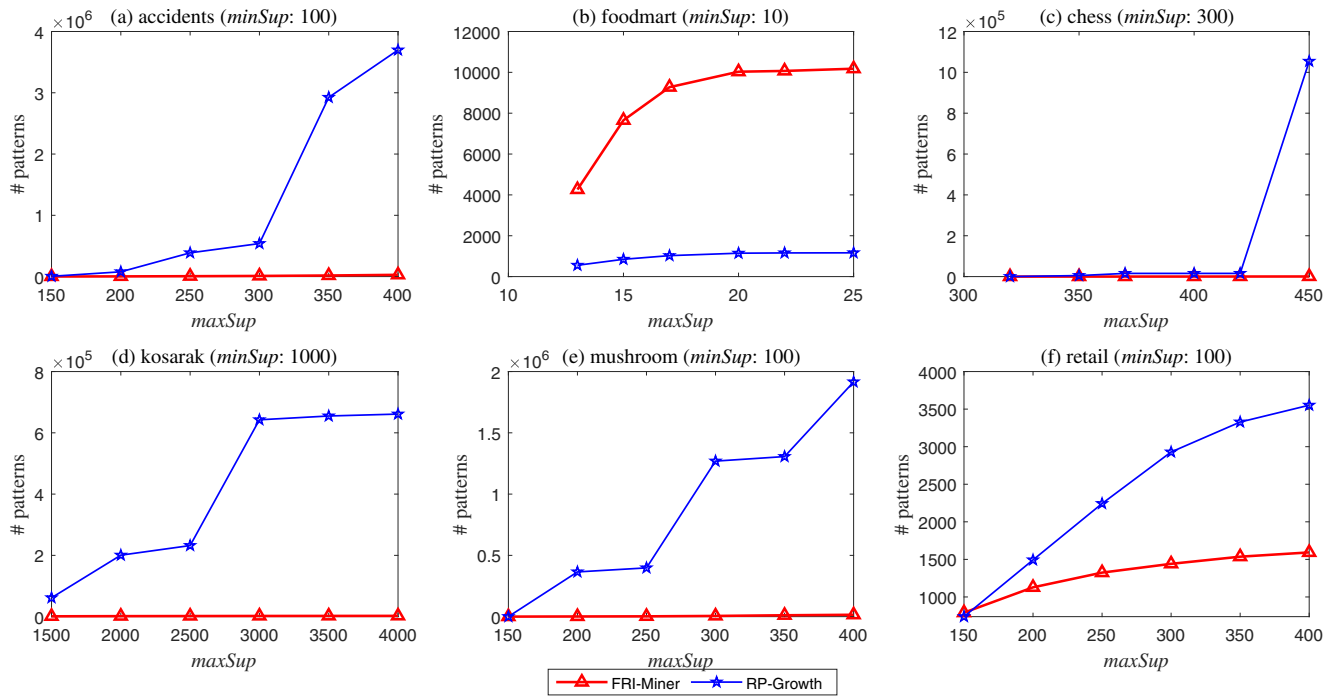 (a) accidents (minSup: 100)
×10^6
4
3
2
1
0
150 200 250 300 350 400
# patterns
maxSup
(b) foodmart (minSup: 10)
12000
10000
8000
6000
4000
2000
0
10 15 20 25
# patterns
maxSup
(c) chess (minSup: 300)
×10^5
12
10
8
6
4
2
0
300 350 400 450
# patterns
maxSup
(d) kosarak (minSup: 1000)
×10^5
8
6
4
2
0
1500 2000 2500 3000 3500 4000
# patterns
maxSup
(e) mushroom (minSup: 100)
×10^6
2
1.5
1
0.5
0
150 200 250 300 350 400
# patterns
maxSup
(f) retail (minSup: 100)
4000
3500
3000
2500
2000
1500
1000
150 200 250 300 350 400
# patterns
maxSup
FRI-Miner RP-Growth